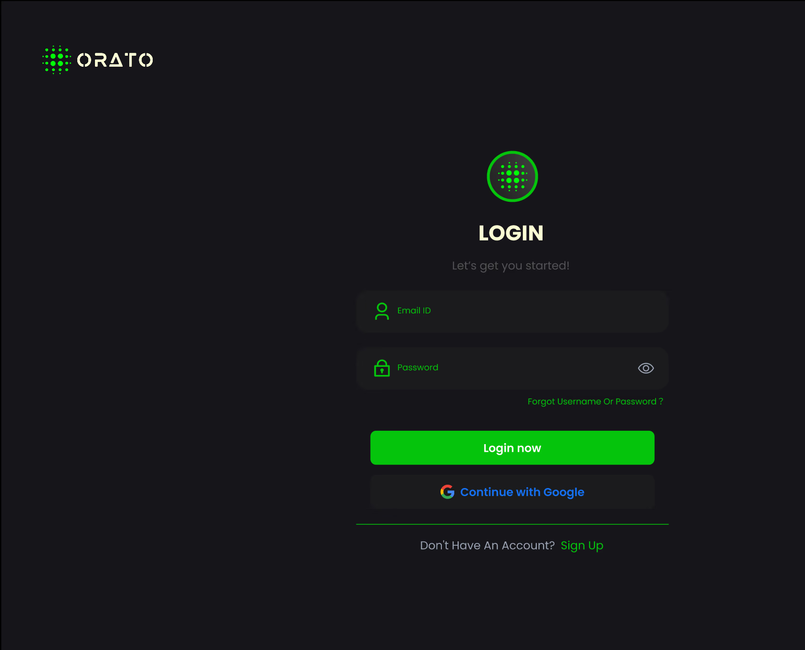 ORATO
LOGIN
Let's get you started!
Email ID
Password
Forgot Username Or Password ?
Login now
Continue with Google
Don't Have An Account? Sign Up